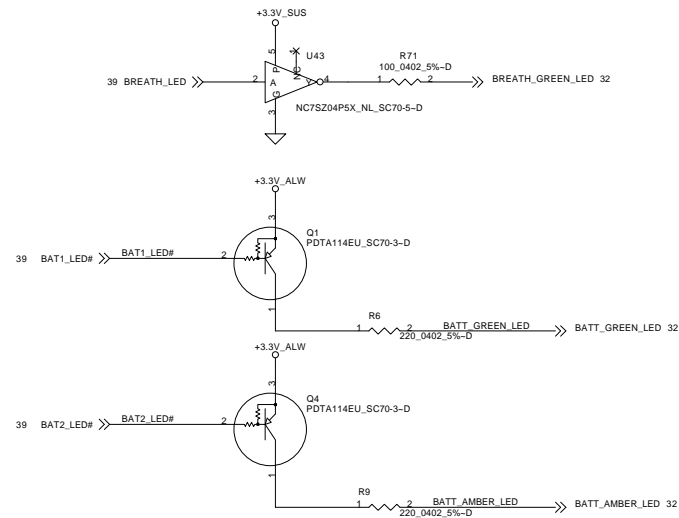 +3.3V_SUS
5
1
U43
R71
100_0402_5%~D
39 BREATH_LED
2
P
A
NC
Y
G
4
1
2
BREATH_GREEN_LED 32
3
NC7SZ04P5X_NL_SC70-5~D
+3.3V_ALW
3
Q1
PDTA114EU_SC70-3~D
39 BAT1_LED#
BAT1_LED#
2
1
R6
1
2
BATT_GREEN_LED
BATT_GREEN_LED 32
220_0402_5%~D
+3.3V_ALW
3
Q4
PDTA114EU_SC70-3~D
39 BAT2_LED#
BAT2_LED#
2
1
R9
1
2
BATT_AMBER_LED
BATT_AMBER_LED 32
220_0402_5%~D